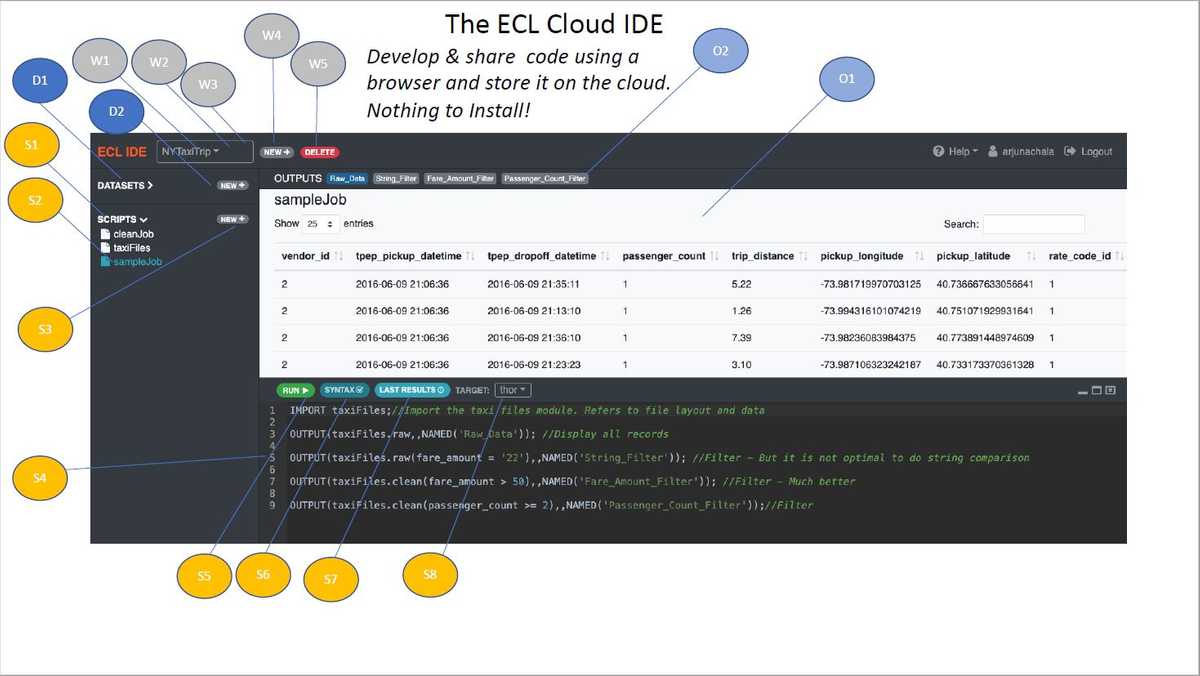 The ECL Cloud IDE
Develop & share code using a
browser and store it on the cloud.
Nothing to Install!
W4
W5
W1
W2
W3
D1
D2
O2
O1
S1
S2
S3
S4
ECL IDE NYTaxiTrip NEW + DELETE Help arjunachala Logout
DATASETS NEW +
SCRIPTS NEW +
cleanJob
taxiFiles
sampleJob
OUTPUTS Raw_Data String_Filter Fare_Amount_Filter Passenger_Count_Filter
sampleJob
Show 25 entries Search:
vendor_id tpep_pickup_datetime tpep_dropoff_datetime passenger_count trip_distance pickup_longitude pickup_latitude rate_code_id
2 2016-06-09 21:06:36 2016-06-09 21:35:11 1 5.22 -73.981719970703125 40.736667633056641 1
2 2016-06-09 21:06:36 2016-06-09 21:13:10 1 1.26 -73.994316101074219 40.751071929931641 1
2 2016-06-09 21:06:36 2016-06-09 21:36:10 1 7.39 -73.98236083984375 40.773891448974609 1
2 2016-06-09 21:06:36 2016-06-09 21:23:23 1 3.10 -73.987106323242187 40.733173370361328 1
RUN SYNTAX LAST RESULTS TARGET: thor
1 IMPORT taxiFiles;//Import the taxi files module. Refers to file layout and data
2
3 OUTPUT(taxiFiles.raw,,NAMED('Raw_Data')); //Display all records
4
5 OUTPUT(taxiFiles.raw(fare_amount = '22'),,NAMED('String_Filter')); //Filter – But it is not optimal to do string comparison
6
7 OUTPUT(taxiFiles.clean(fare_amount > 50),,NAMED('Fare_Amount_Filter')); //Filter – Much better
8
9 OUTPUT(taxiFiles.clean(passenger_count >= 2),,NAMED('Passenger_Count_Filter'));//Filter
S5
S6
S7
S8